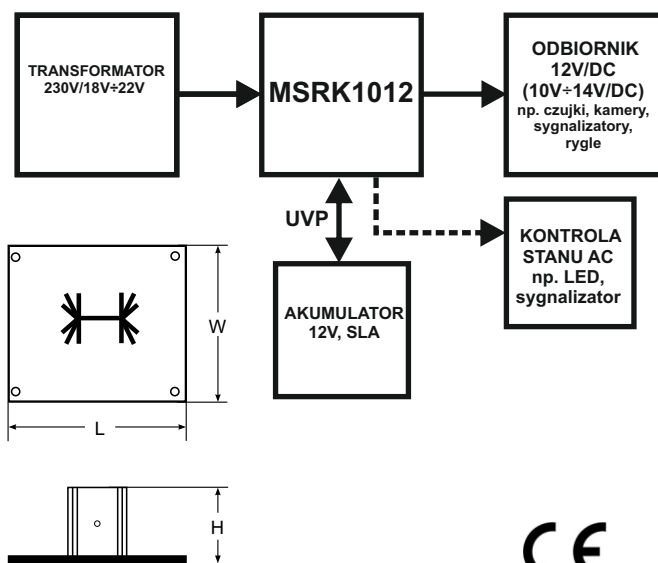 TRANSFORMATOR
230V/18V÷22V
MSRK1012
ODBIORNIK
12V/DC
(10V÷14V/DC)
np. czujki, kamery,
sygnalizatory,
rygle
UVP
KONTROLA
STANU AC
np. LED,
sygnalizator
AKUMULATOR
12V, SLA
W
L
H
CE